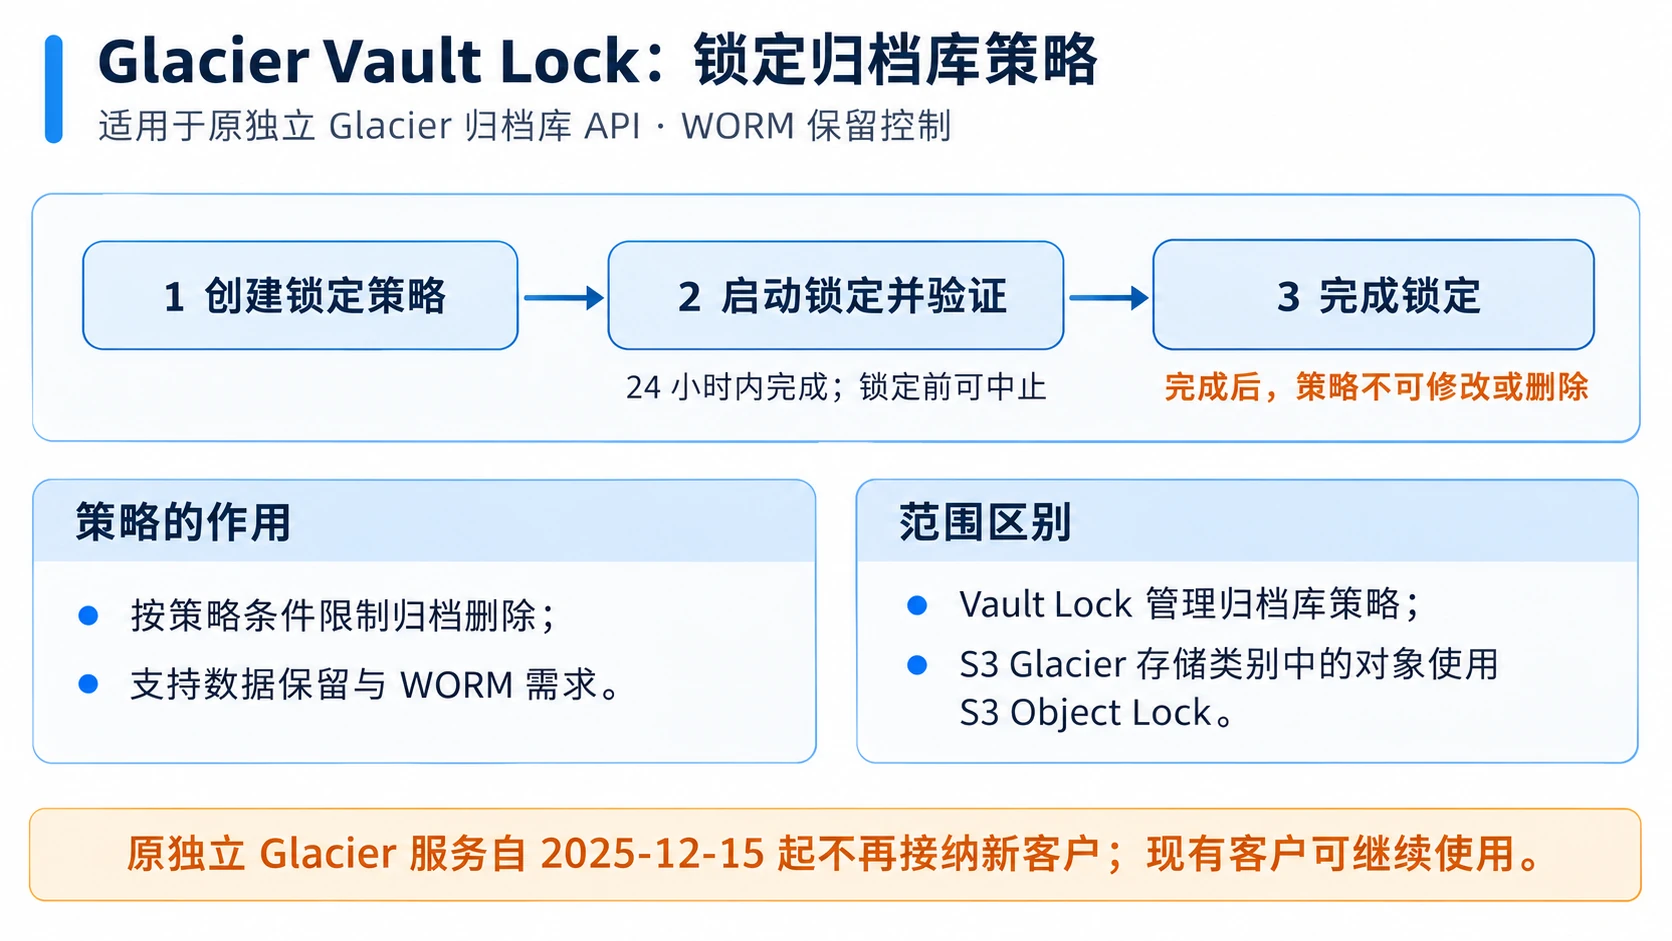 Glacier Vault Lock：锁定归档库策略
适用于原独立 Glacier 归档库 API · WORM 保留控制
1 创建锁定策略
2 启动锁定并验证
3 完成锁定
24 小时内完成；锁定前可中止
完成后，策略不可修改或删除
策略的作用
按策略条件限制归档删除；
支持数据保留与 WORM 需求。
范围区别
Vault Lock 管理归档库策略；
S3 Glacier 存储类别中的对象使用
S3 Object Lock。
原独立 Glacier 服务自 2025-12-15 起不再接纳新客户；现有客户可继续使用。